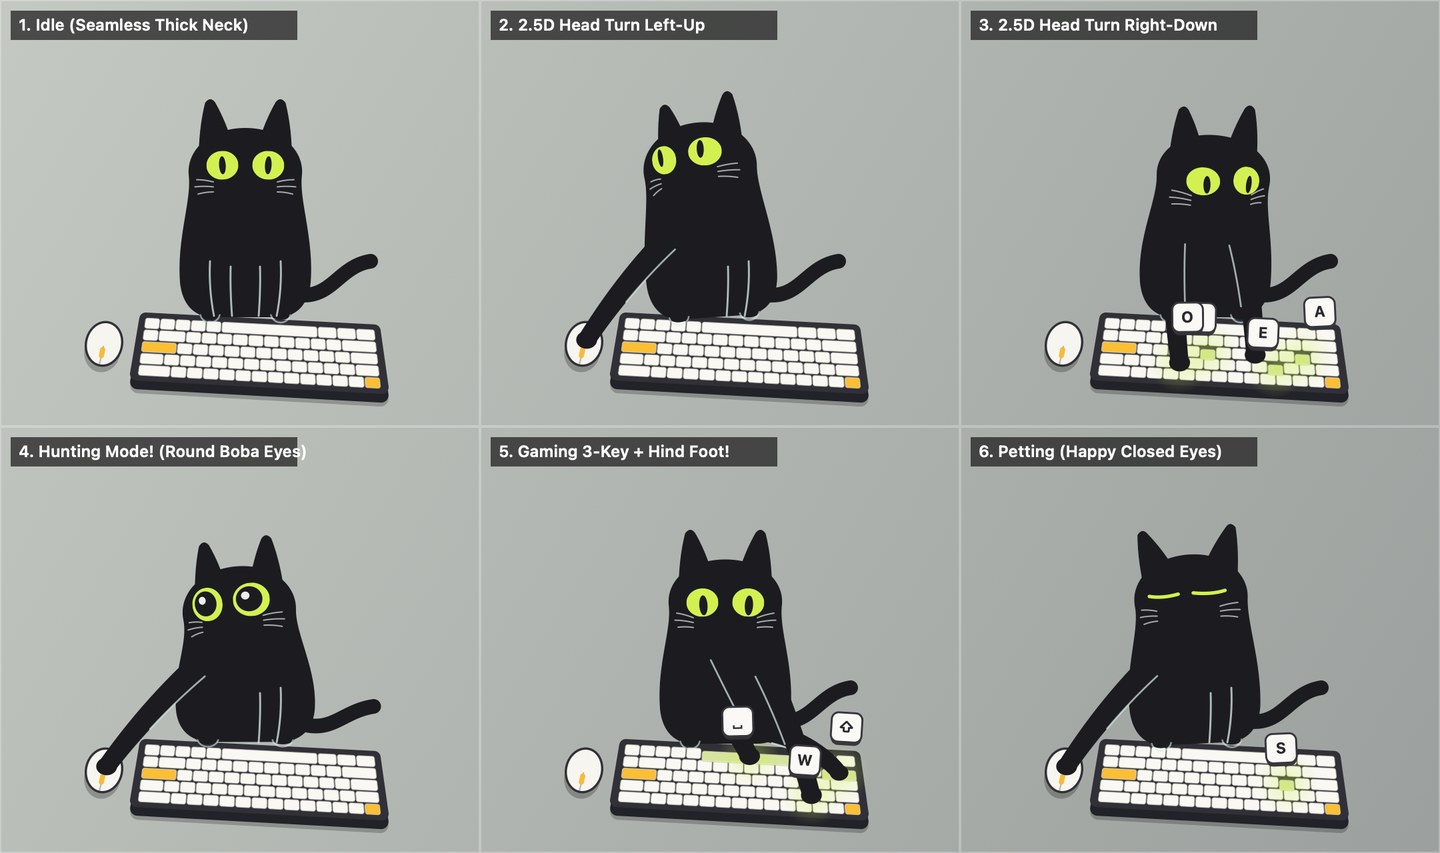 1. Idle (Seamless Thick Neck)
2. 2.5D Head Turn Left-Up
3. 2.5D Head Turn Right-Down
O
E
A
4. Hunting Mode! (Round Boba Eyes)
5. Gaming 3-Key + Hind Foot!
W
6. Petting (Happy Closed Eyes)
S